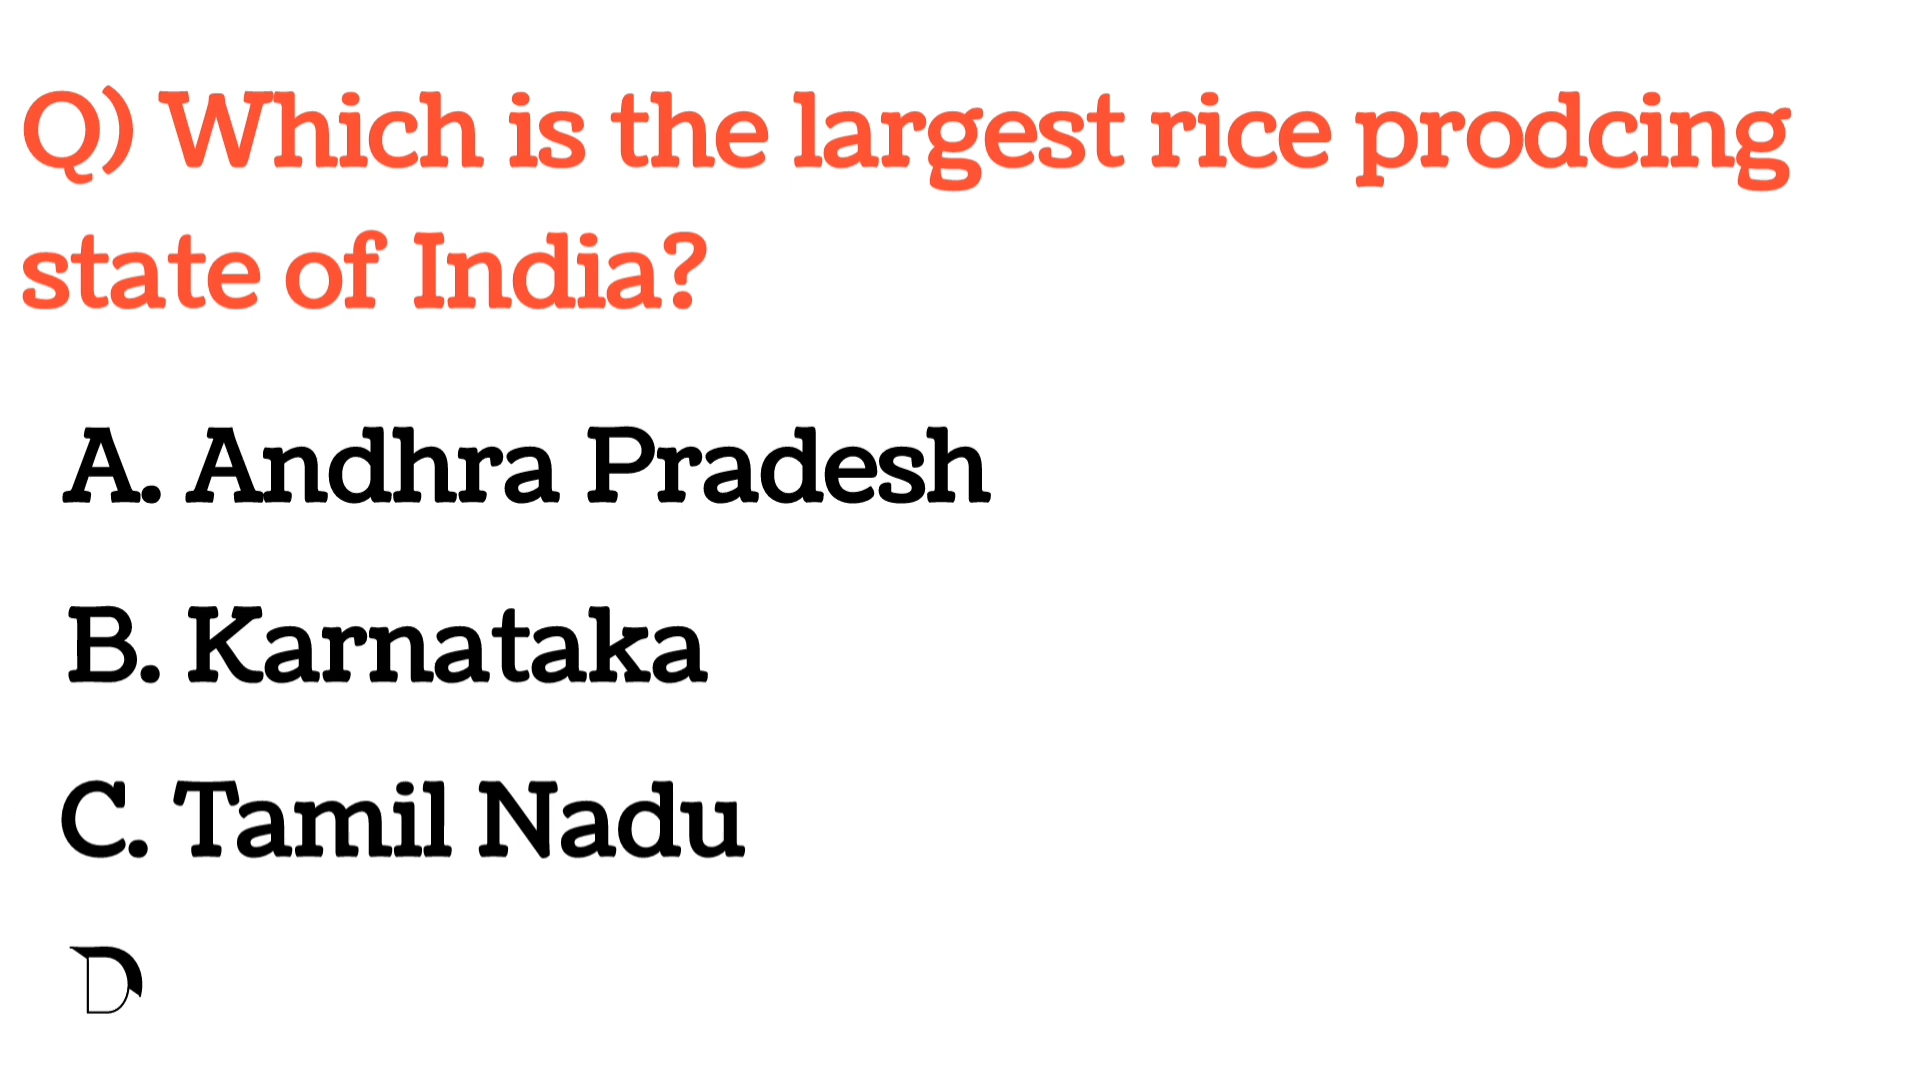 Q) Which is the largest rice prodcing
state of India?
A. Andhra Pradesh
B. Karnataka
C. Tamil Nadu
D